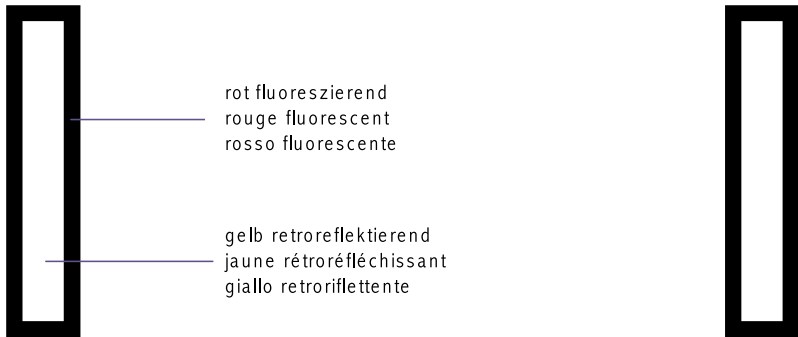 rot fluoreszierend
rouge fluorescent
rosso fluorescente
gelb retroreflektierend
jaune rétroréfléchissant
giallo retroriflettente